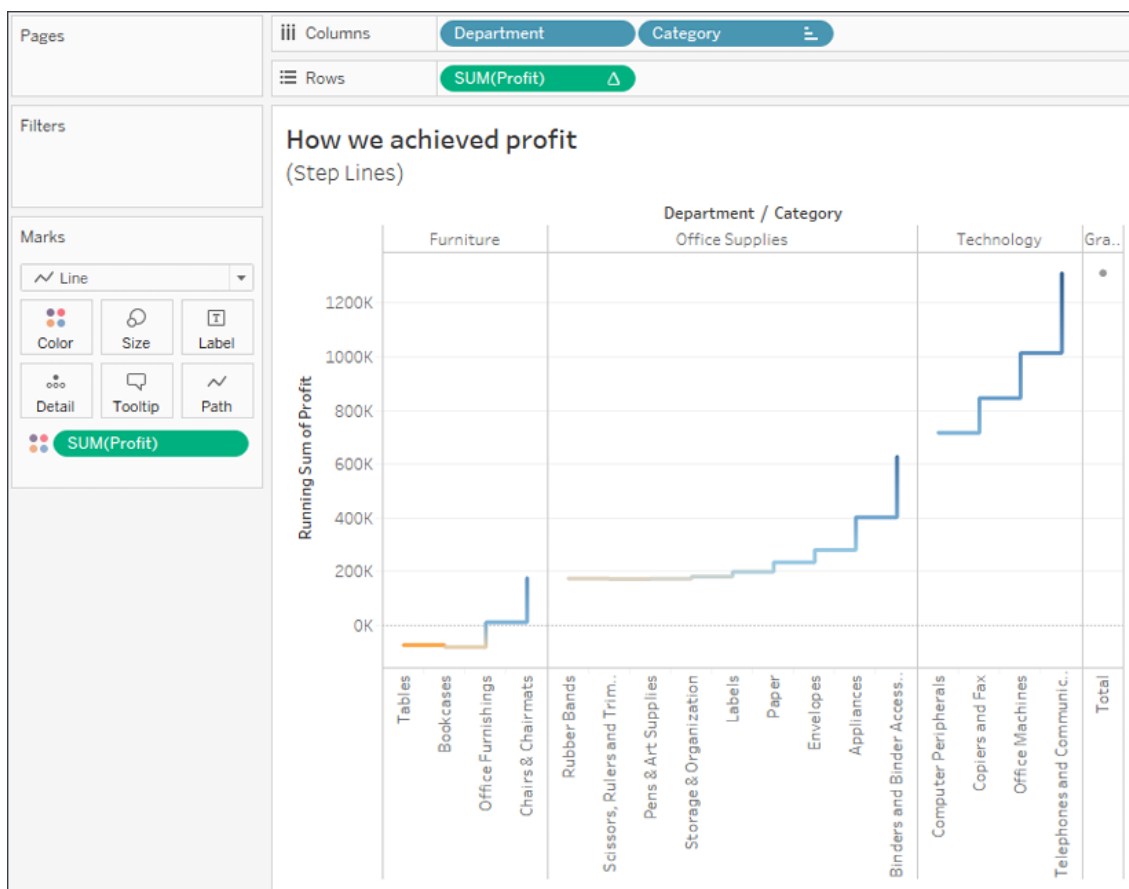 Pages
Columns
Department
Category
Rows
SUM(Profit)
Filters
Marks
Line
Color
Size
Label
Detail
Tooltip
Path
SUM(Profit)
How we achieved profit
(Step Lines)
Department / Category
Furniture
Office Supplies
Technology
Gra..
Running Sum of Profit
1200K
1000K
800K
600K
400K
200K
0K
Tables
Bookcases
Office Furnishings
Chairs & Chairmats
Rubber Bands
Scissors, Rulers and Trim..
Pens & Art Supplies
Storage & Organization
Labels
Paper
Envelopes
Appliances
Binders and Binder Access..
Computer Peripherals
Copiers and Fax
Office Machines
Telephones and Communic..
Total